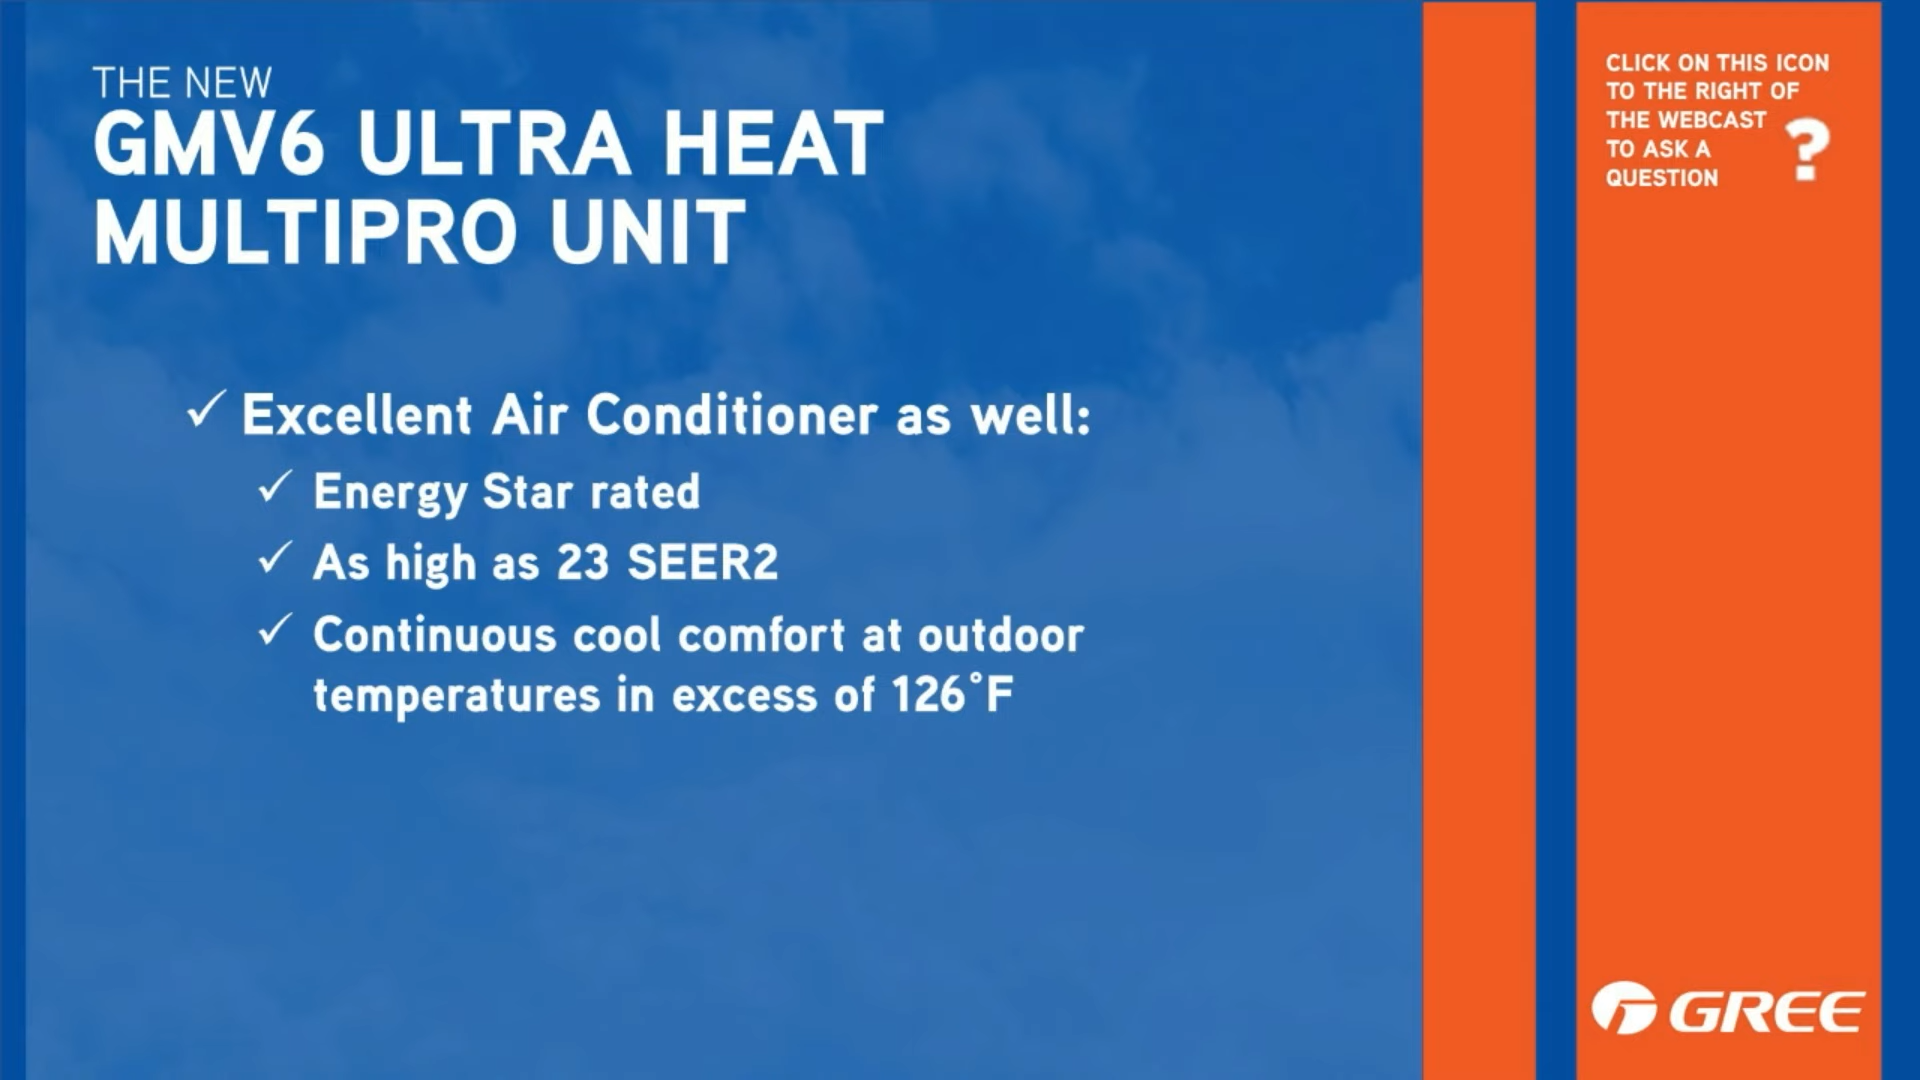 THE NEW
GMV6 ULTRA HEAT
MULTIPRO UNIT
✓ Excellent Air Conditioner as well:
✓ Energy Star rated
✓ As high as 23 SEER2
✓ Continuous cool comfort at outdoor
temperatures in excess of 126°F
CLICK ON THIS ICON
TO THE RIGHT OF
THE WEBCAST
TO ASK A
QUESTION
?
GREE